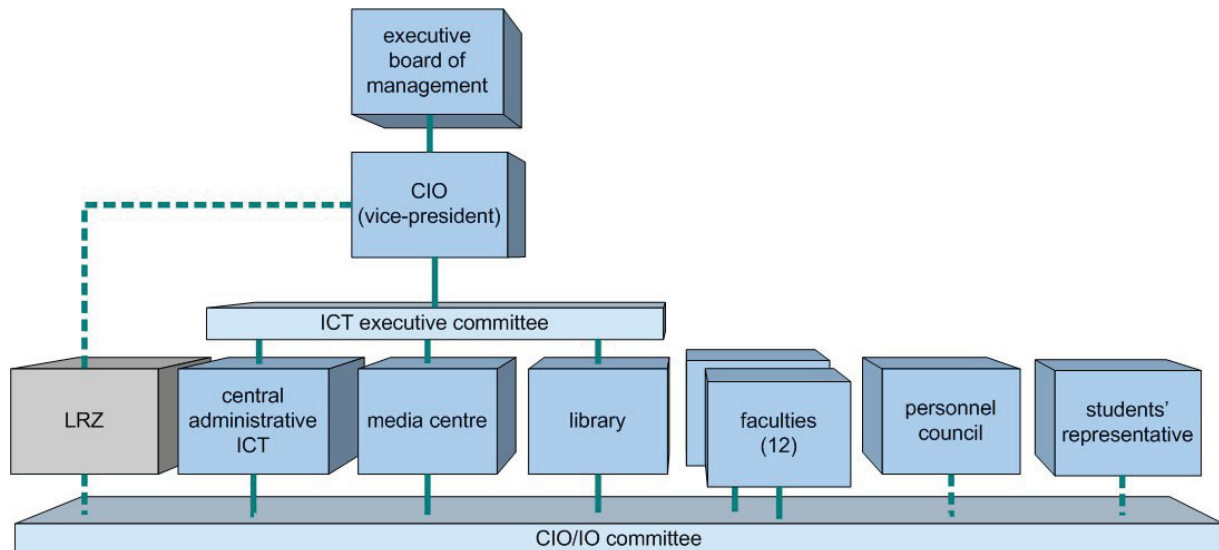 executive
board of
management
CIO
(vice-president)
ICT executive committee
LRZ
central
administrative
ICT
media centre
library
faculties
(12)
personnel
council
students’
representative
CIO/IO committee